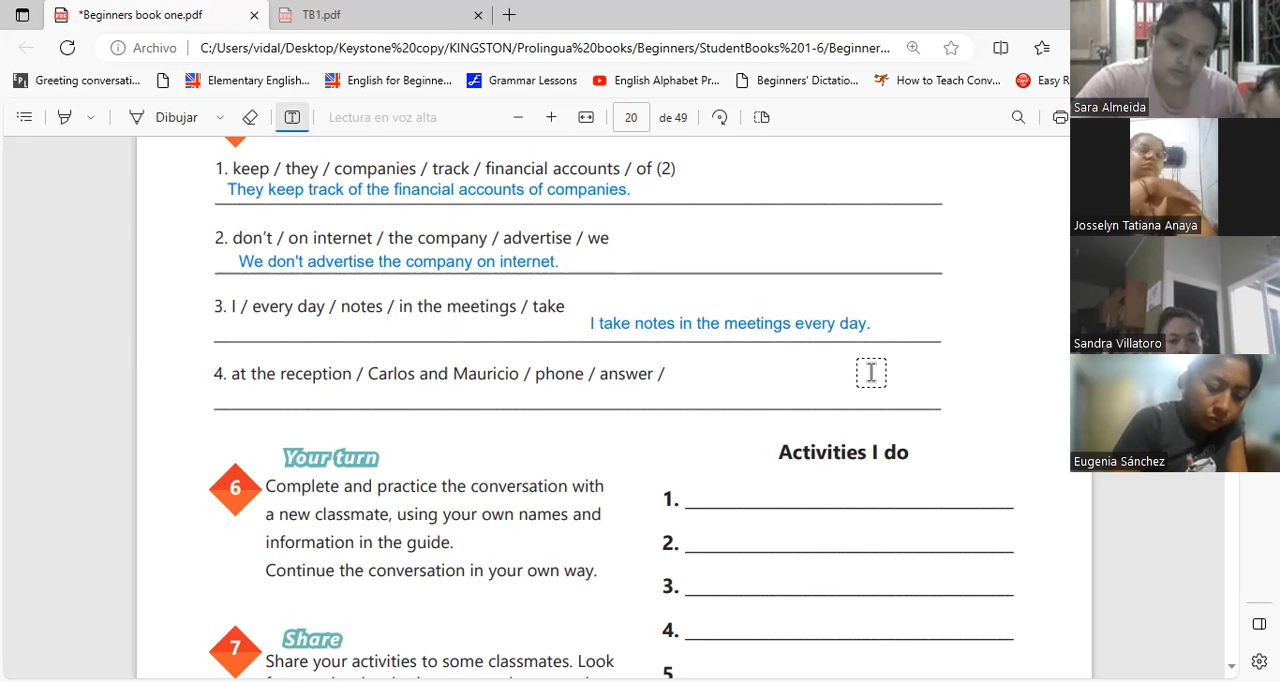 *Beginners book one.pdf
TB1.pdf
Archivo
C:/Users/vidal/Desktop/Keystone%20copy/KINGSTON/Prolingua%20books/Beginners/StudentBooks%201-6/Beginner...
Greeting conversati...
Elementary English...
English for Beginne...
Grammar Lessons
English Alphabet Pr...
Beginners' Dictatio...
How to Teach Conv...
Easy R
Dibujar
Lectura en voz alta
20
de 49
1. keep / they / companies / track / financial accounts / of (2)
They keep track of the financial accounts of companies.
2. don't / on internet / the company / advertise / we
We don't advertise the company on internet.
3. I / every day / notes / in the meetings / take
I take notes in the meetings every day.
4. at the reception / Carlos and Mauricio / phone / answer /
Your turn
6
Complete and practice the conversation with
a new classmate, using your own names and
information in the guide.
Continue the conversation in your own way.
Activities I do
1.
2.
3.
4.
5
7
Share
Share your activities to some classmates. Look
Sara Almeida
Josselyn Tatiana Anaya
Sandra Villatoro
Eugenia Sánchez